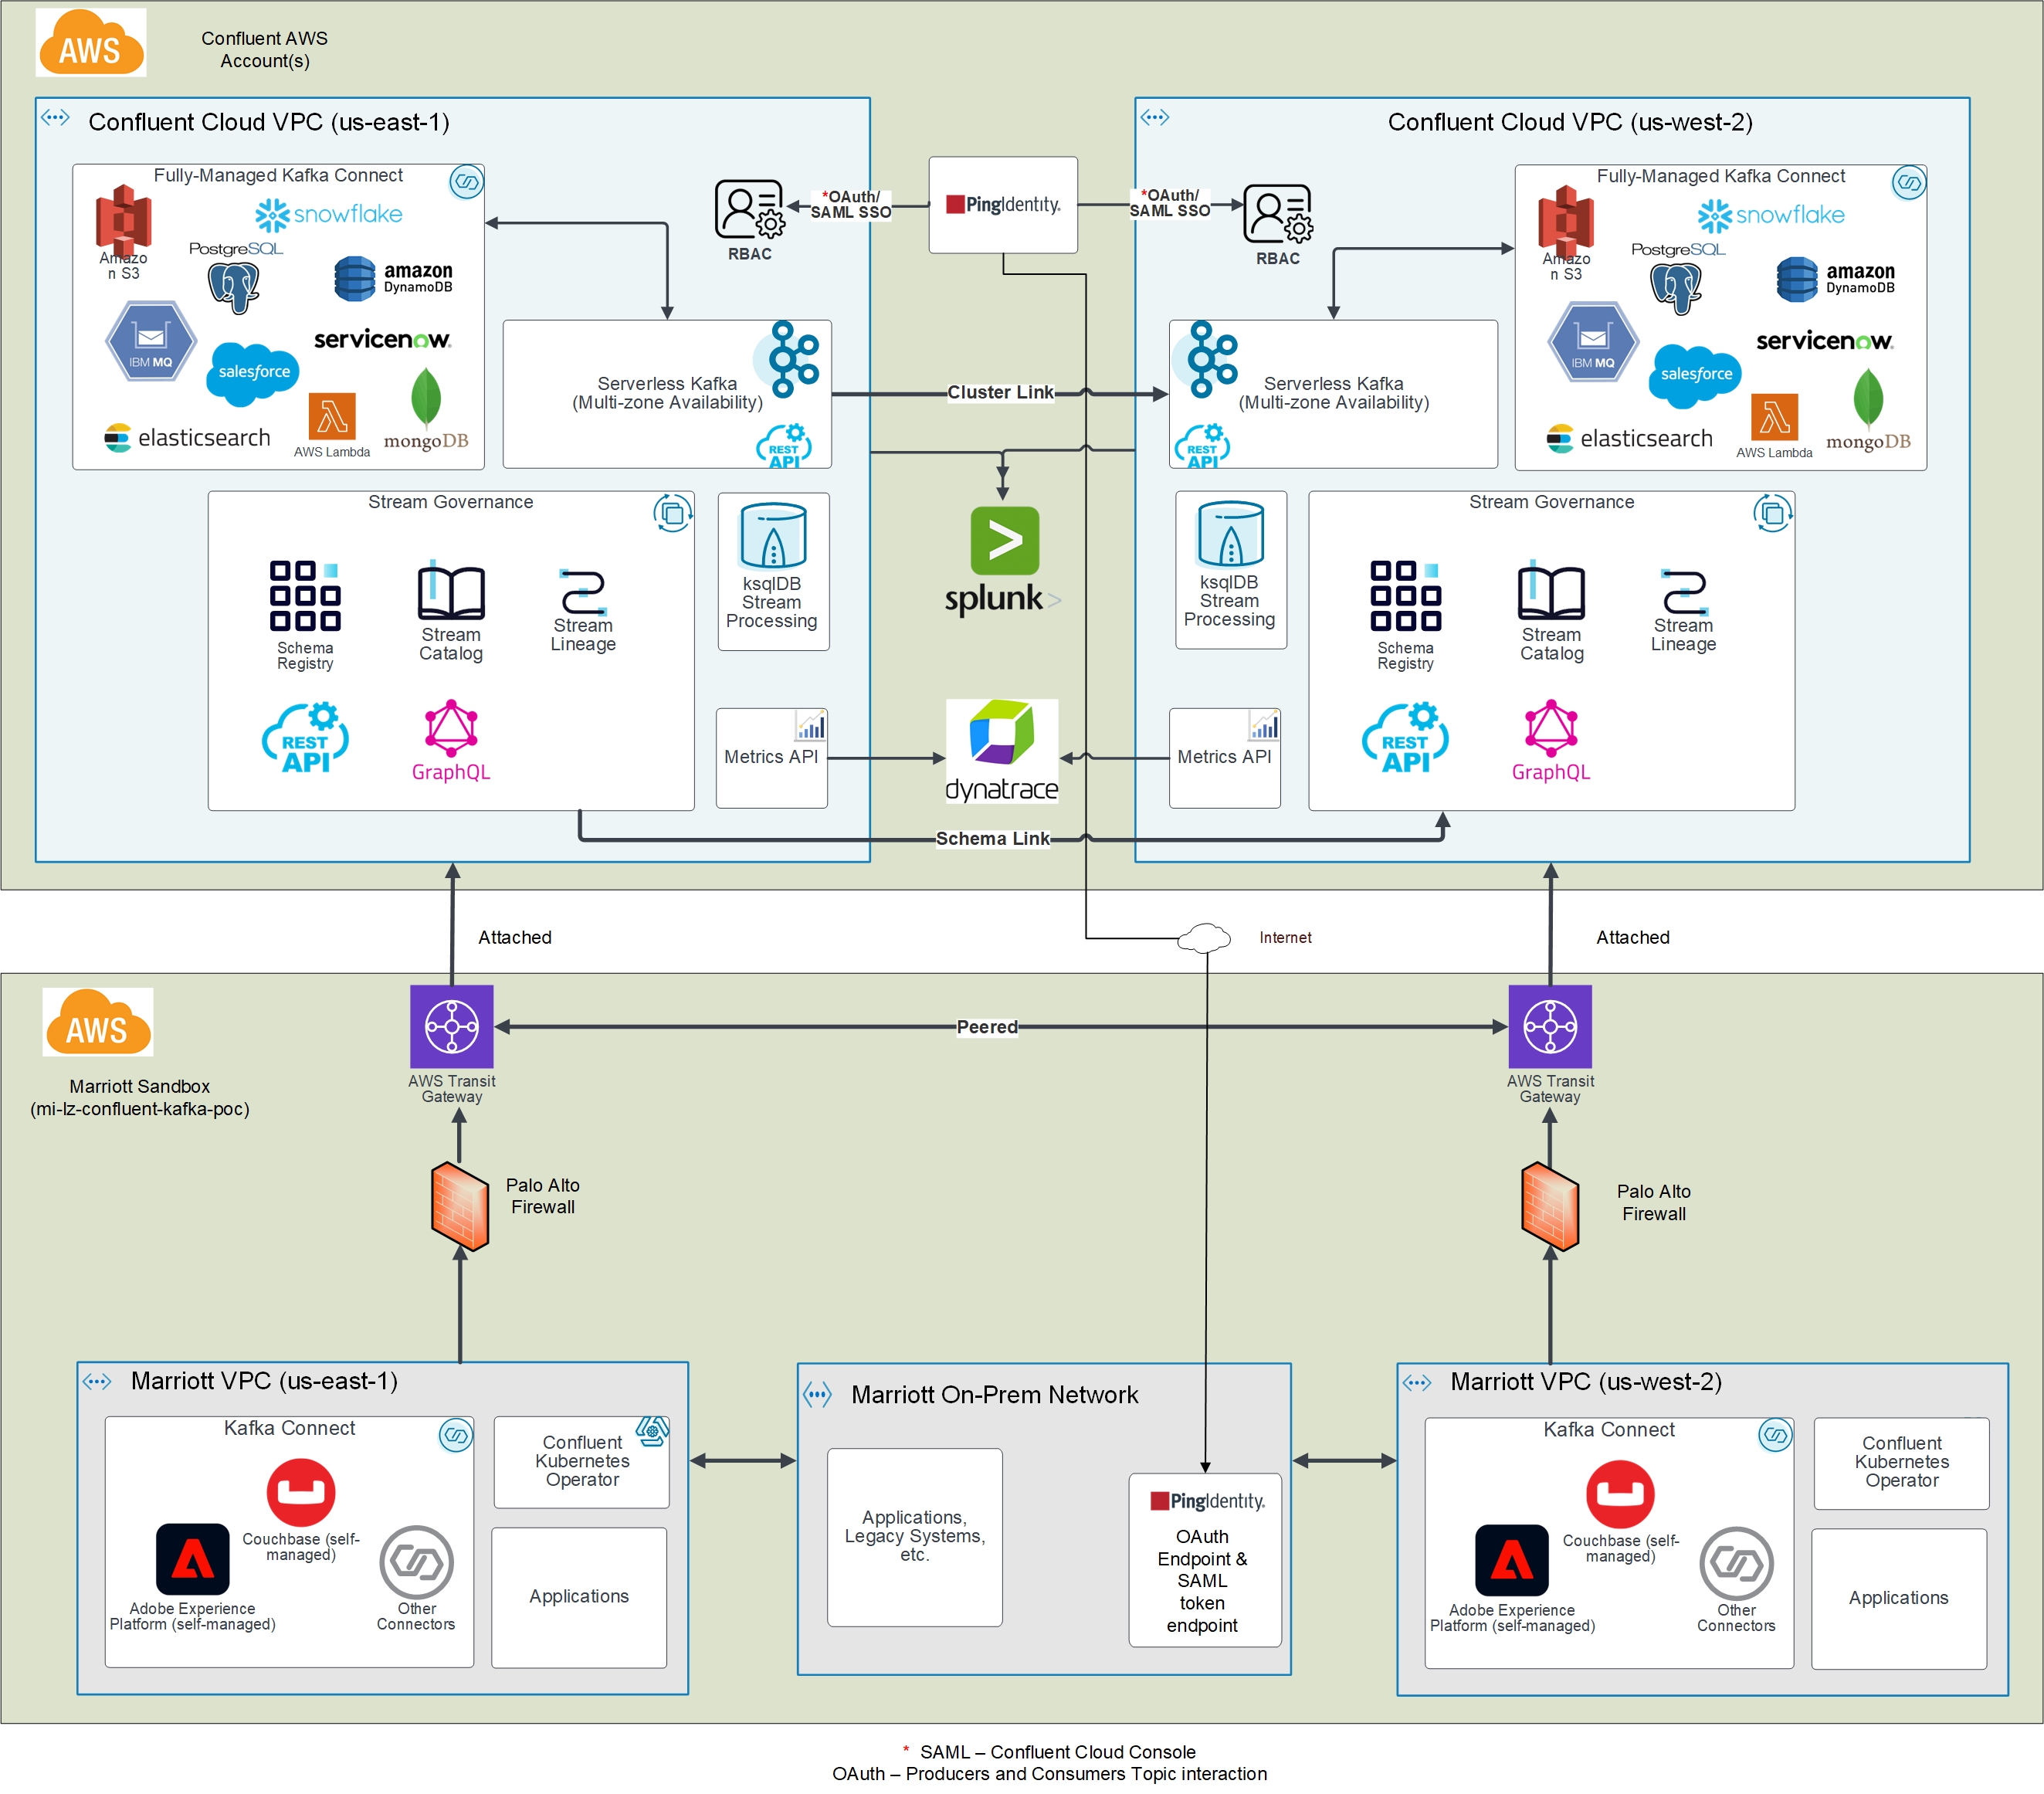 AWS
Confluent AWS
Account(s)
Confluent Cloud VPC (us-east-1)
Fully-Managed Kafka Connect
Amazo
n S3
snowflake
PostgreSQL
amazon
DynamoDB
IBM MQ
servicenow.
salesforce
elasticsearch
AWS Lambda
mongoDB
RBAC
*OAuth/
SAML SSO
PingIdentity.
*OAuth/
SAML SSO
RBAC
Serverless Kafka
(Multi-zone Availability)
REST
API
Cluster Link
Stream Governance
Schema
Registry
Stream
Catalog
Stream
Lineage
REST
API
GraphQL
ksqlDB
Stream
Processing
Metrics API
splunk>
dynatrace
Schema Link
Confluent Cloud VPC (us-west-2)
Fully-Managed Kafka Connect
Amazo
n S3
snowflake
PostgreSQL
amazon
DynamoDB
IBM MQ
servicenow.
salesforce
elasticsearch
AWS Lambda
mongoDB
Serverless Kafka
(Multi-zone Availability)
REST
API
ksqlDB
Stream
Processing
Stream Governance
Schema
Registry
Stream
Catalog
Stream
Lineage
REST
API
GraphQL
Metrics API
Attached
Internet
Attached
AWS
Marriott Sandbox
(mi-lz-confluent-kafka-poc)
AWS Transit
Gateway
Peered
AWS Transit
Gateway
Palo Alto
Firewall
Palo Alto
Firewall
Marriott VPC (us-east-1)
Kafka Connect
Couchbase (self-
managed)
Adobe Experience
Platform (self-managed)
Other
Connectors
Confluent
Kubernetes
Operator
Applications
Marriott On-Prem Network
Applications,
Legacy Systems,
etc.
PingIdentity.
OAuth
Endpoint &
SAML
token
endpoint
Marriott VPC (us-west-2)
Kafka Connect
Couchbase (self-
managed)
Adobe Experience
Platform (self-managed)
Other
Connectors
Confluent
Kubernetes
Operator
Applications
* SAML – Confluent Cloud Console
OAuth – Producers and Consumers Topic interaction